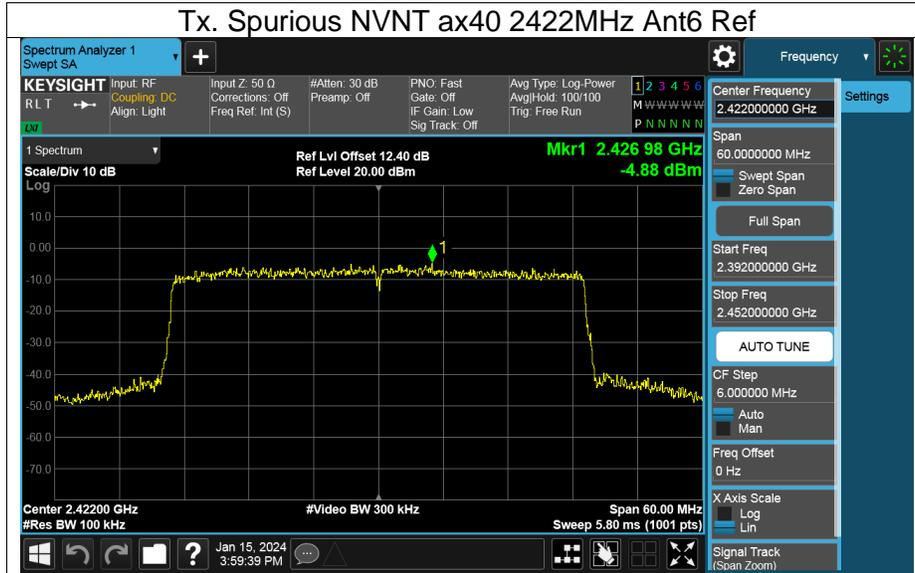 Tx. Spurious NVNT ax40 2422MHz Ant6 Ref
Spectrum Analyzer 1
Swept SA
+
Frequency
KEYSIGHT
RLT
LXI
Input: RF
Coupling: DC
Align: Light
Input Z: 50 Ω
Corrections: Off
Freq Ref: Int (S)
#Atten: 30 dB
Preamp: Off
PNO: Fast
Gate: Off
IF Gain: Low
Sig Track: Off
Avg Type: Log-Power
Avg|Hold: 100/100
Trig: Free Run
1 2 3 4 5 6
M W W W W W
P N N N N N
1 Spectrum
Scale/Div 10 dB
Log
Ref Lvl Offset 12.40 dB
Ref Level 20.00 dBm
Mkr1 2.426 98 GHz
-4.88 dBm
1
10.0
0.00
-10.0
-20.0
-30.0
-40.0
-50.0
-60.0
-70.0
Center 2.42200 GHz
#Res BW 100 kHz
#Video BW 300 kHz
Span 60.00 MHz
Sweep 5.80 ms (1001 pts)
?
Jan 15, 2024
3:59:39 PM
Center Frequency
2.422000000 GHz
Settings
Span
60.0000000 MHz
Swept Span
Zero Span
Full Span
Start Freq
2.392000000 GHz
Stop Freq
2.452000000 GHz
AUTO TUNE
CF Step
6.000000 MHz
Auto
Man
Freq Offset
0 Hz
X Axis Scale
Log
Lin
Signal Track
(Span Zoom)